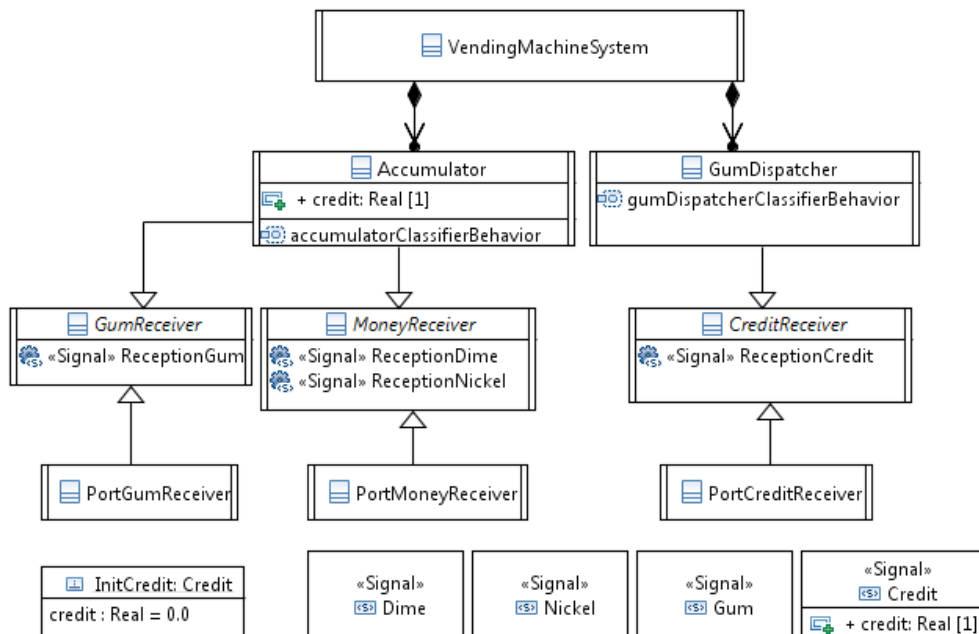 VendingMachineSystem
Accumulator
+ credit: Real [1]
accumulatorClassifierBehavior
GumDispatcher
gumDispatcherClassifierBehavior
GumReceiver
«Signal» ReceptionGum
MoneyReceiver
«Signal» ReceptionDime
«Signal» ReceptionNickel
CreditReceiver
«Signal» ReceptionCredit
PortGumReceiver
PortMoneyReceiver
PortCreditReceiver
InitCredit: Credit
credit : Real = 0.0
«Signal»
Dime
«Signal»
Nickel
«Signal»
Gum
«Signal»
Credit
+ credit: Real [1]